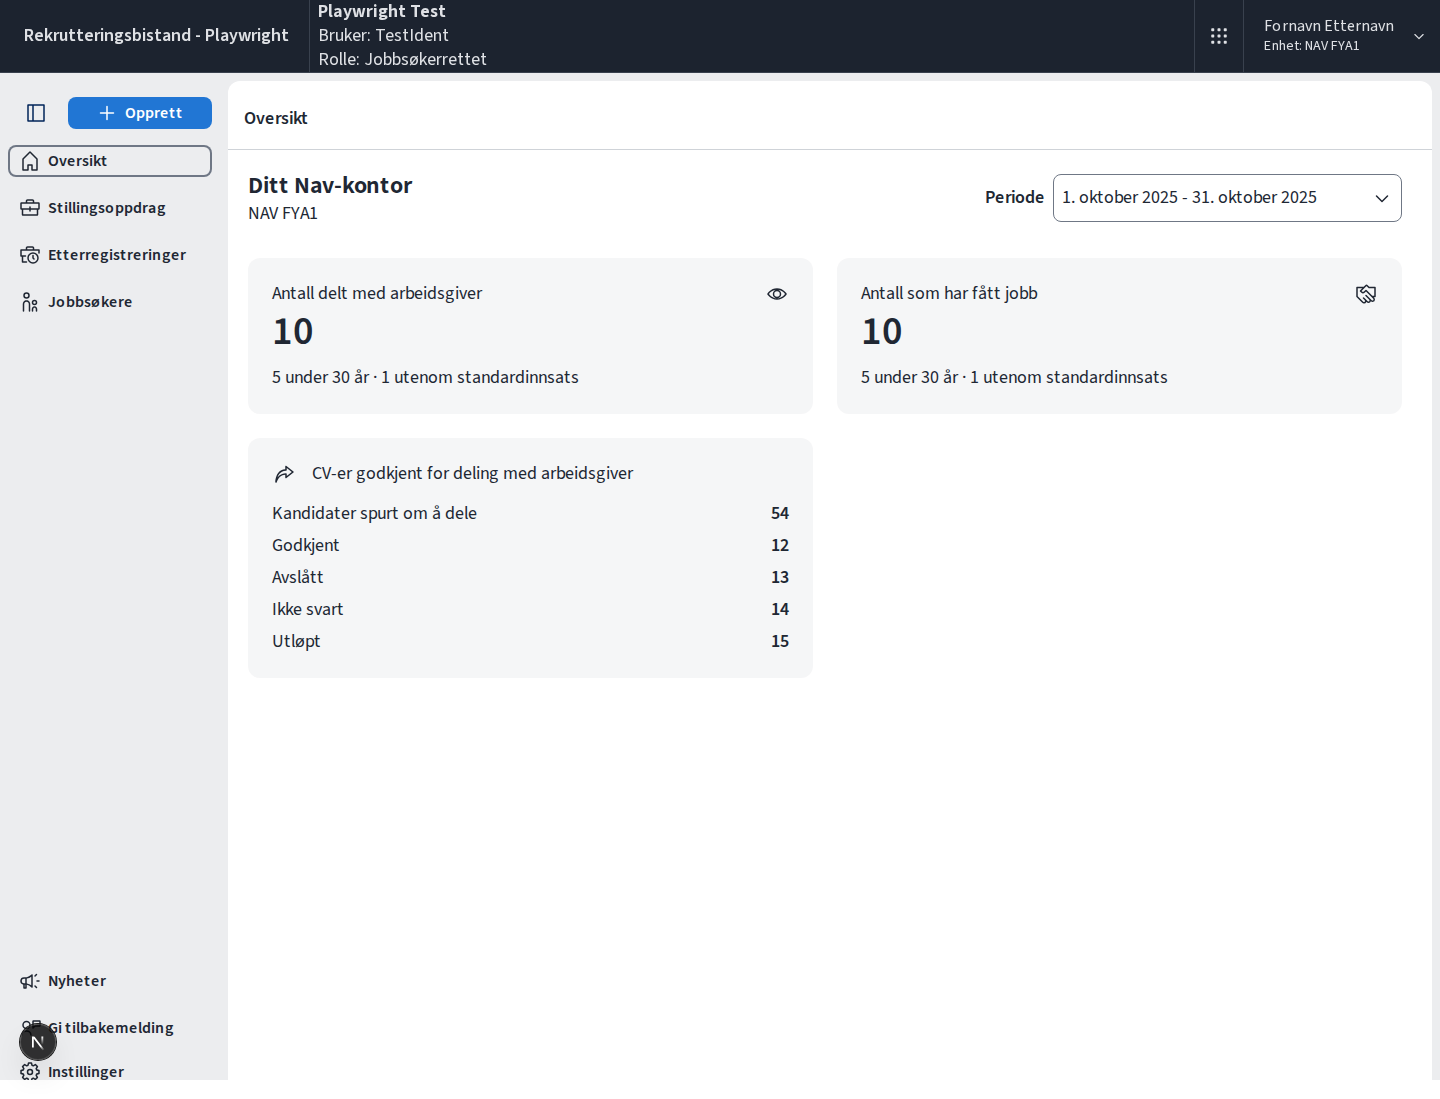 Rekrutteringsbistand - Playwright
Playwright Test
Bruker: TestIdent
Rolle: Jobbsøkerrettet
Fornavn Etternavn
Enhet: NAV FYA1
Opprett
Oversikt
Stillingsoppdrag
Etterregistreringer
Jobbsøkere
Nyheter
Gi tilbakemelding
Instillinger
Oversikt
Ditt Nav-kontor
NAV FYA1
Periode
1. oktober 2025 - 31. oktober 2025
Antall delt med arbeidsgiver
10
5 under 30 år · 1 utenom standardinnsats
Antall som har fått jobb
10
5 under 30 år · 1 utenom standardinnsats
CV-er godkjent for deling med arbeidsgiver
Kandidater spurt om å dele 54
Godkjent 12
Avslått 13
Ikke svart 14
Utløpt 15